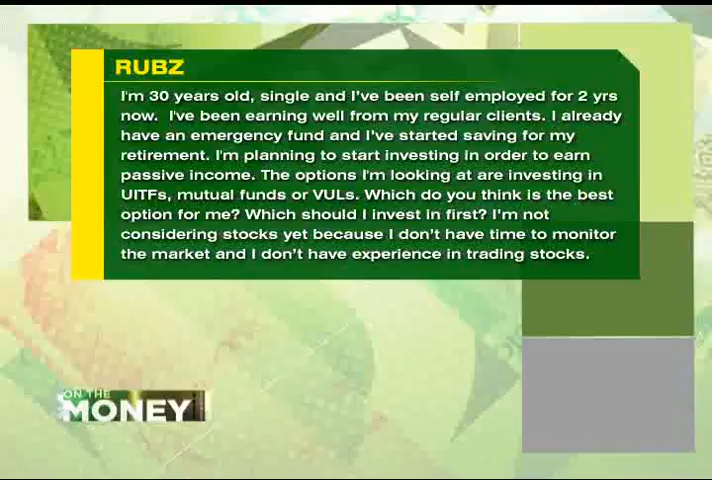 RUBZ
I'm 30 years old, single and I've been self employed for 2 yrs
now.  I've been earning well from my regular clients. I already
have an emergency fund and I've started saving for my
retirement. I'm planning to start investing in order to earn
passive income. The options I'm looking at are investing in
UITFs, mutual funds or VULs. Which do you think is the best
option for me? Which should I invest in first? I'm not
considering stocks yet because I don't have time to monitor
the market and I don't have experience in trading stocks.
ON THE
MONEY